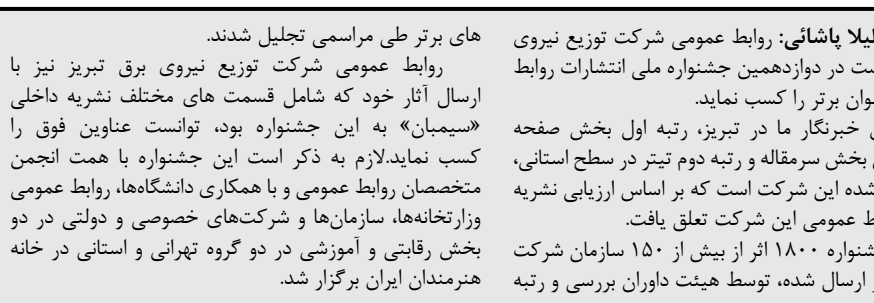 پاشائی: روابط عمومی شرکت توزیع نیروی
در دوازدهمین جشنواره ملی انتشارات روابط
برتر را کسب نماید.
خبرنگار ما در تبریز، رتبه اول بخش صفحه
بخش سرمقاله و رتبه دوم تیتر در سطح استانی،
شده این شرکت است که بر اساس ارزیابی نشریه
عمومی این شرکت تعلق یافت.
۱۸۰۰ اثر از بیش از ۱۵۰ سازمان شرکت
ارسال شده، توسط هیئت داوران بررسی و رتبه
های برتر طی مراسمی تجلیل شدند.
روابط عمومی شرکت توزیع نیروی برق تبریز نیز با
ارسال آثار خود که شامل قسمت های مختلف نشریه داخلی
«سیمبان» به این جشنواره بود، توانست عناوین فوق را
کسب نماید.لازم به ذکر است این جشنواره با همت انجمن
متخصصان روابط عمومی و با همکاری دانشگاه‌ها، روابط عمومی
وزارتخانه‌ها، سازمان‌ها و شرکت‌های خصوصی و دولتی در دو
بخش رقابتی و آموزشی در دو گروه تهرانی و استانی در خانه
هنرمندان ایران برگزار شد.